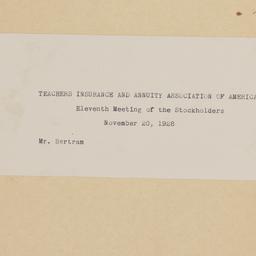 TEACHERS INSURANCE AND ANNUITY ASSOCIATION OF AMERICA
Eleventh Meeting of the Stockholders
November 20, 1928
Mr. Bertram